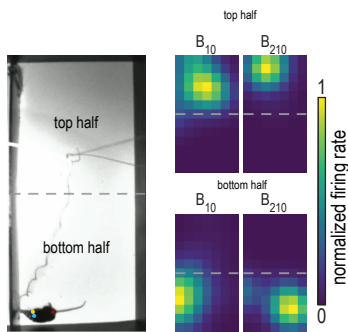 top half
B10
B210
top half
bottom half
bottom half
B10
B210
1
normalized firing rate
0